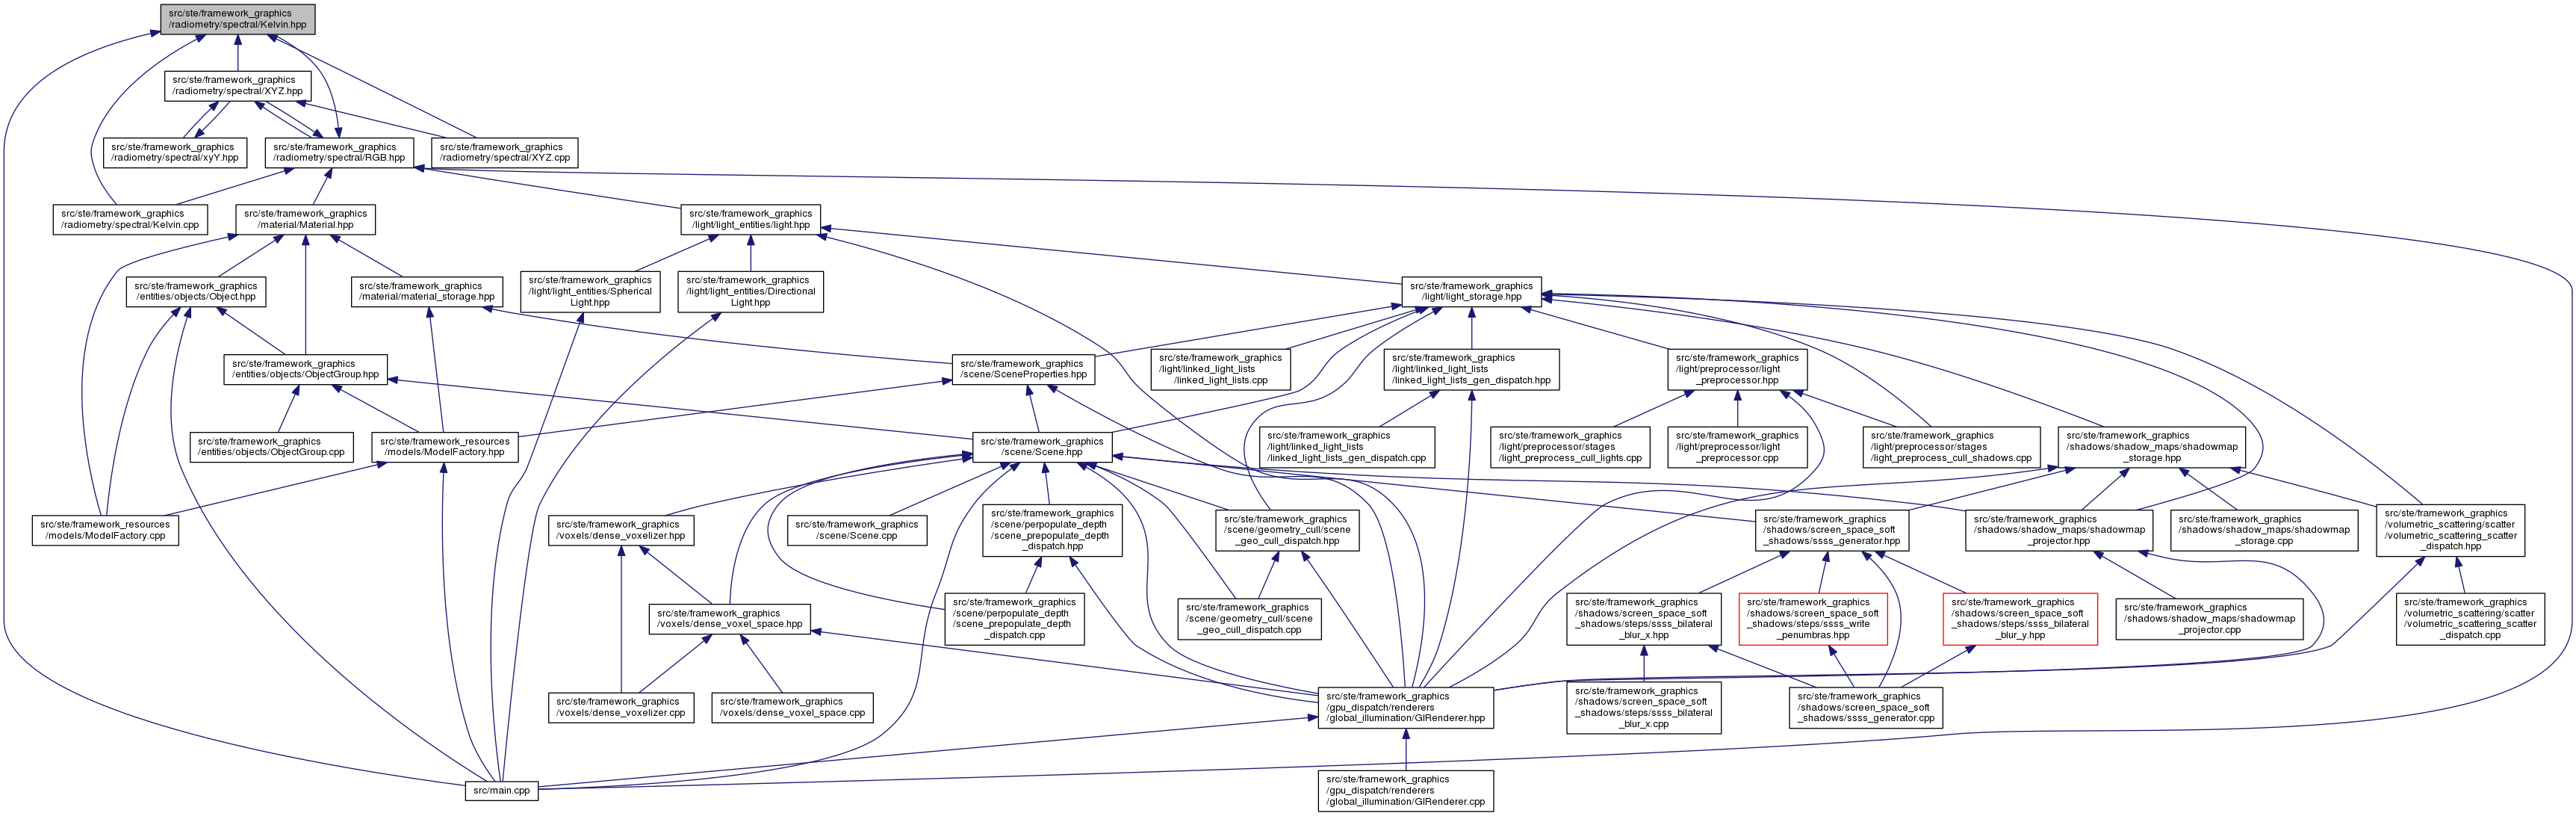 src/ste/framework_graphics
/radiometry/spectral/Kelvin.hpp
src/ste/framework_graphics
/radiometry/spectral/XYZ.hpp
src/ste/framework_graphics
/radiometry/spectral/xyY.hpp
src/ste/framework_graphics
/radiometry/spectral/RGB.hpp
src/ste/framework_graphics
/radiometry/spectral/XYZ.cpp
src/ste/framework_graphics
/radiometry/spectral/Kelvin.cpp
src/ste/framework_graphics
/material/Material.hpp
src/ste/framework_graphics
/light/light_entities/light.hpp
src/ste/framework_graphics
/entities/objects/Object.hpp
src/ste/framework_graphics
/material/material_storage.hpp
src/ste/framework_graphics
/light/light_entities/Spherical
Light.hpp
src/ste/framework_graphics
/light/light_entities/Directional
Light.hpp
src/ste/framework_graphics
/light/light_storage.hpp
src/ste/framework_graphics
/entities/objects/ObjectGroup.hpp
src/ste/framework_graphics
/scene/SceneProperties.hpp
src/ste/framework_graphics
/light/linked_light_lists
/linked_light_lists.cpp
src/ste/framework_graphics
/light/linked_light_lists
/linked_light_lists_gen_dispatch.hpp
src/ste/framework_graphics
/light/preprocessor/light
_preprocessor.hpp
src/ste/framework_graphics
/entities/objects/ObjectGroup.cpp
src/ste/framework_resources
/models/ModelFactory.hpp
src/ste/framework_graphics
/scene/Scene.hpp
src/ste/framework_graphics
/light/linked_light_lists
/linked_light_lists_gen_dispatch.cpp
src/ste/framework_graphics
/light/preprocessor/stages
/light_preprocess_cull_lights.cpp
src/ste/framework_graphics
/light/preprocessor/light
_preprocessor.cpp
src/ste/framework_graphics
/light/preprocessor/stages
/light_preprocess_cull_shadows.cpp
src/ste/framework_graphics
/shadows/shadow_maps/shadowmap
_storage.hpp
src/ste/framework_resources
/models/ModelFactory.cpp
src/ste/framework_graphics
/voxels/dense_voxelizer.hpp
src/ste/framework_graphics
/scene/Scene.cpp
src/ste/framework_graphics
/scene/perpopulate_depth
/scene_prepopulate_depth
_dispatch.hpp
src/ste/framework_graphics
/scene/geometry_cull/scene
_geo_cull_dispatch.hpp
src/ste/framework_graphics
/shadows/screen_space_soft
_shadows/ssss_generator.hpp
src/ste/framework_graphics
/shadows/shadow_maps/shadowmap
_projector.hpp
src/ste/framework_graphics
/shadows/shadow_maps/shadowmap
_storage.cpp
src/ste/framework_graphics
/volumetric_scattering/scatter
/volumetric_scattering_scatter
_dispatch.hpp
src/ste/framework_graphics
/voxels/dense_voxel_space.hpp
src/ste/framework_graphics
/scene/perpopulate_depth
/scene_prepopulate_depth
_dispatch.cpp
src/ste/framework_graphics
/scene/geometry_cull/scene
_geo_cull_dispatch.cpp
src/ste/framework_graphics
/shadows/screen_space_soft
_shadows/steps/ssss_bilateral
_blur_x.hpp
src/ste/framework_graphics
/shadows/screen_space_soft
_shadows/steps/ssss_write
_penumbras.hpp
src/ste/framework_graphics
/shadows/screen_space_soft
_shadows/steps/ssss_bilateral
_blur_y.hpp
src/ste/framework_graphics
/shadows/shadow_maps/shadowmap
_projector.cpp
src/ste/framework_graphics
/volumetric_scattering/scatter
/volumetric_scattering_scatter
_dispatch.cpp
src/ste/framework_graphics
/voxels/dense_voxelizer.cpp
src/ste/framework_graphics
/voxels/dense_voxel_space.cpp
src/ste/framework_graphics
/gpu_dispatch/renderers
/global_illumination/GIRenderer.hpp
src/ste/framework_graphics
/shadows/screen_space_soft
_shadows/steps/ssss_bilateral
_blur_x.cpp
src/ste/framework_graphics
/shadows/screen_space_soft
_shadows/ssss_generator.cpp
src/main.cpp
src/ste/framework_graphics
/gpu_dispatch/renderers
/global_illumination/GIRenderer.cpp